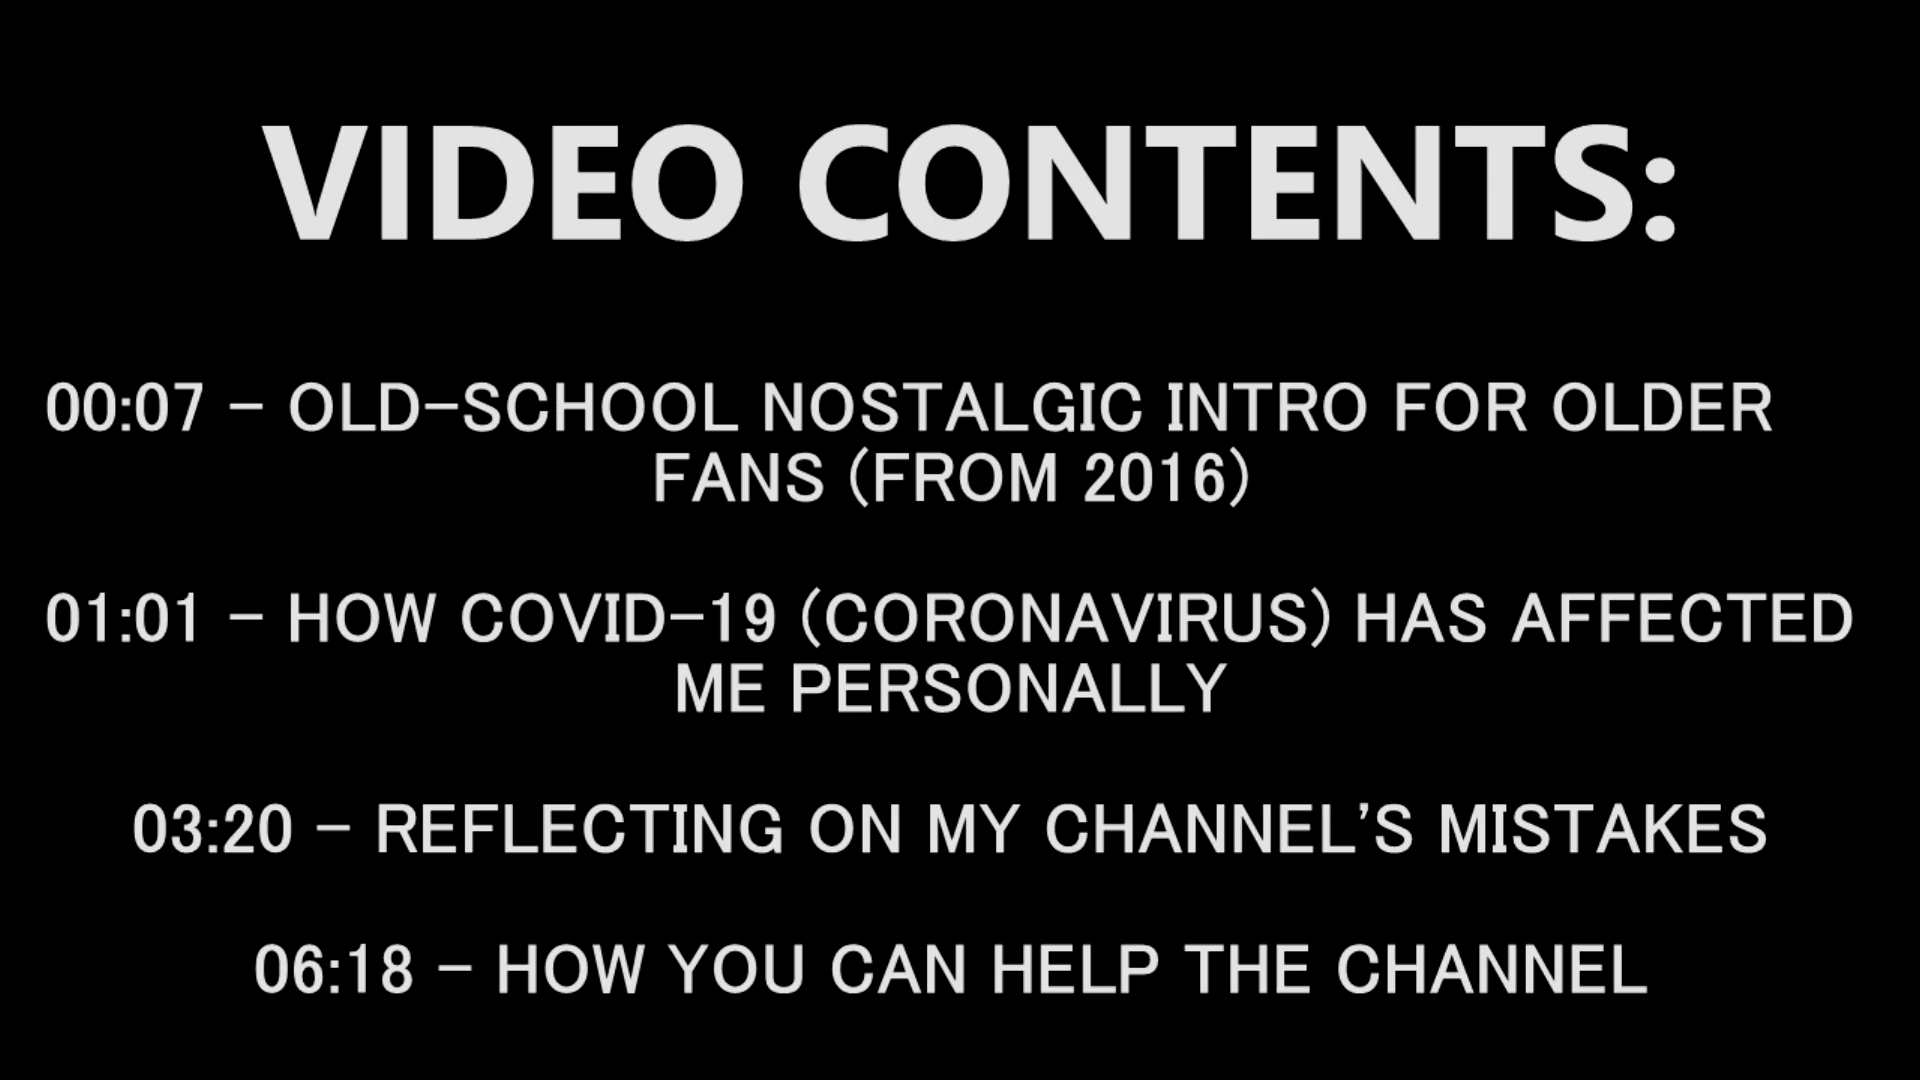 VIDEO CONTENTS:
00:07 - OLD-SCHOOL NOSTALGIC INTRO FOR OLDER
FANS (FROM 2016)
01:01 - HOW COVID-19 (CORONAVIRUS) HAS AFFECTED
ME PERSONALLY
03:20 - REFLECTING ON MY CHANNEL'S MISTAKES
06:18 - HOW YOU CAN HELP THE CHANNEL